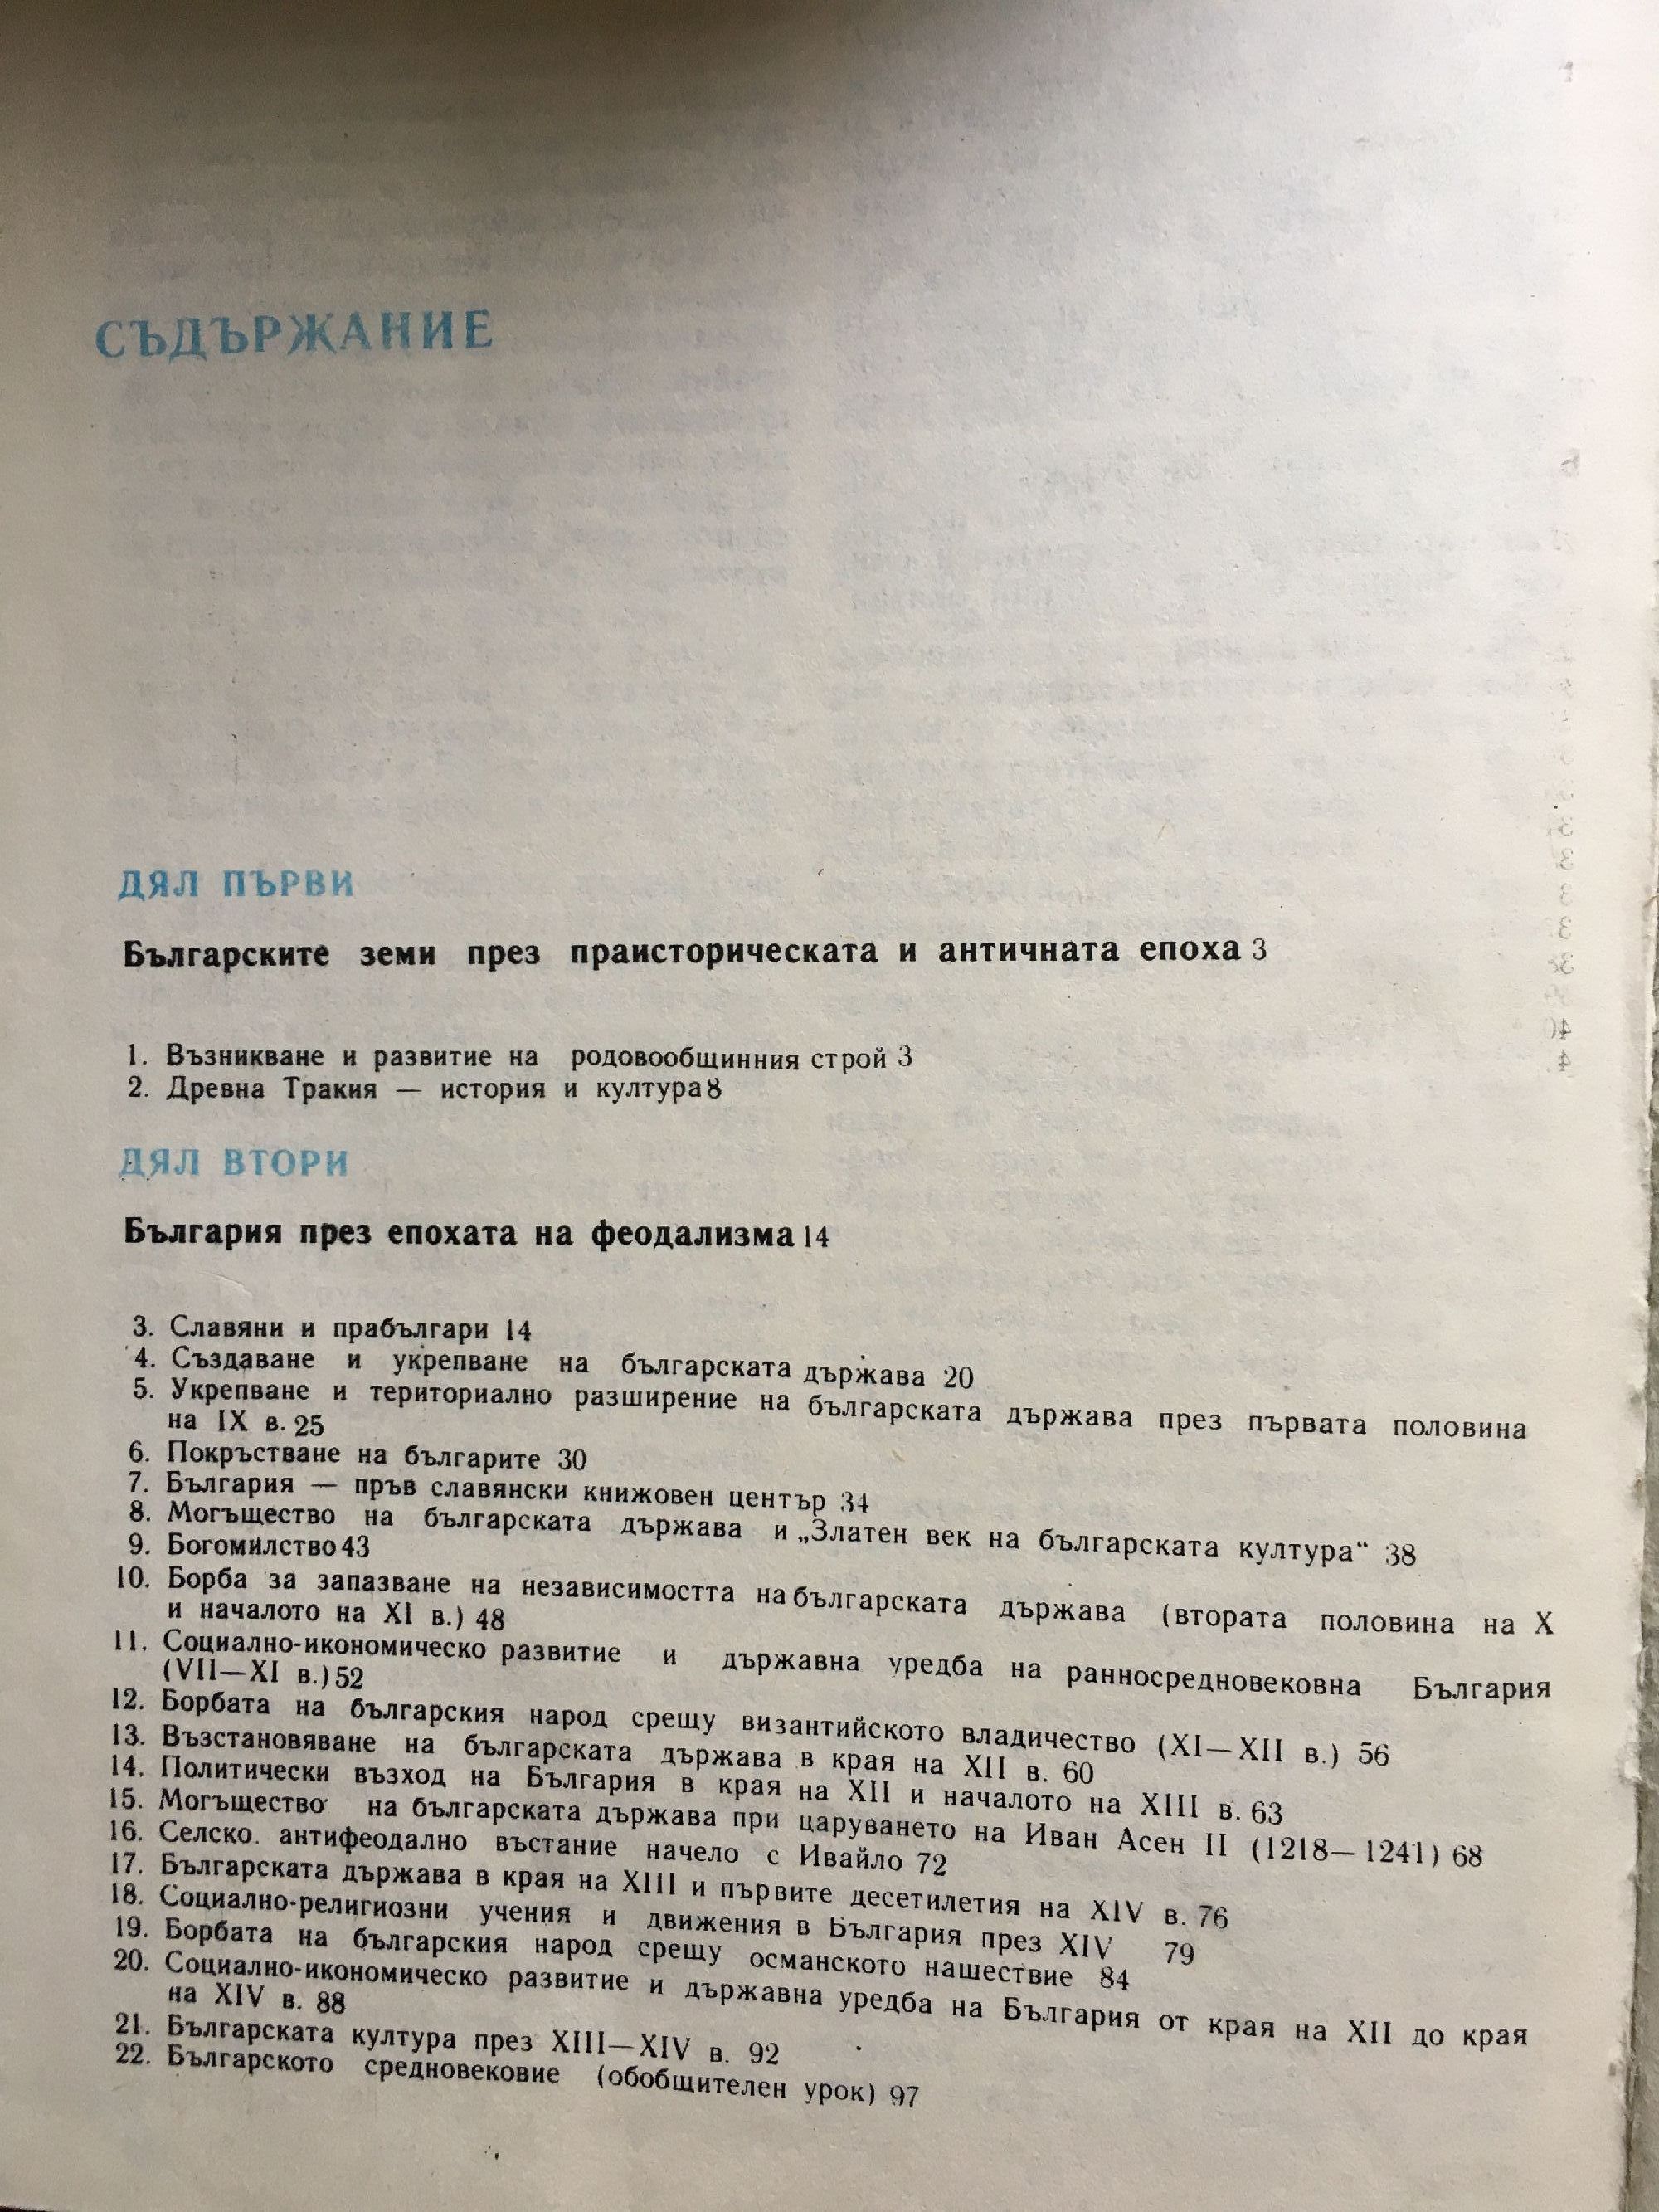 СЪДЪРЖАНИЕ
ДЯЛ ПЪРВИ
Българските земи през праисторическата и античната епоха 3
1. Възникване и развитие на родовообщинния строй 3
2. Древна Тракия — история и култура 8
ДЯЛ ВТОРИ
България през епохата на феодализма 14
3. Славяни и прабългари 14
4. Създаване и укрепване на българската държава 20
5. Укрепване и териториално разширение на българската държава през първата половина
на IX в. 25
6. Покръстване на българите 30
7. България — пръв славянски книжовен център 34
8. Могъщество на българската държава и „Златен век на българската култура“ 38
9. Богомилство 43
10. Борба за запазване на независимостта на българската държава (втората половина на X
и началото на XI в.) 48
11. Социално-икономическо развитие и държавна уредба на ранносредновековна България
(VII—XI в.) 52
12. Борбата на българския народ срещу византийското владичество (XI—XII в.) 56
13. Възстановяване на българската държава в края на XII в. 60
14. Политически възход на България в края на XII и началото на XIII в. 63
15. Могъщество на българската държава при царуването на Иван Асен II (1218—1241) 68
16. Селско антифеодално въстание начело с Ивайло 72
17. Българската държава в края на XIII и първите десетилетия на XIV в. 76
18. Социално-религиозни учения и движения в България през XIV 79
19. Борбата на българския народ срещу османското нашествие 84
20. Социално-икономическо развитие и държавна уредба на България от края на XII до края
на XIV в. 88
21. Българската култура през XIII—XIV в. 92
22. Българското средновековие (обобщителен урок) 97